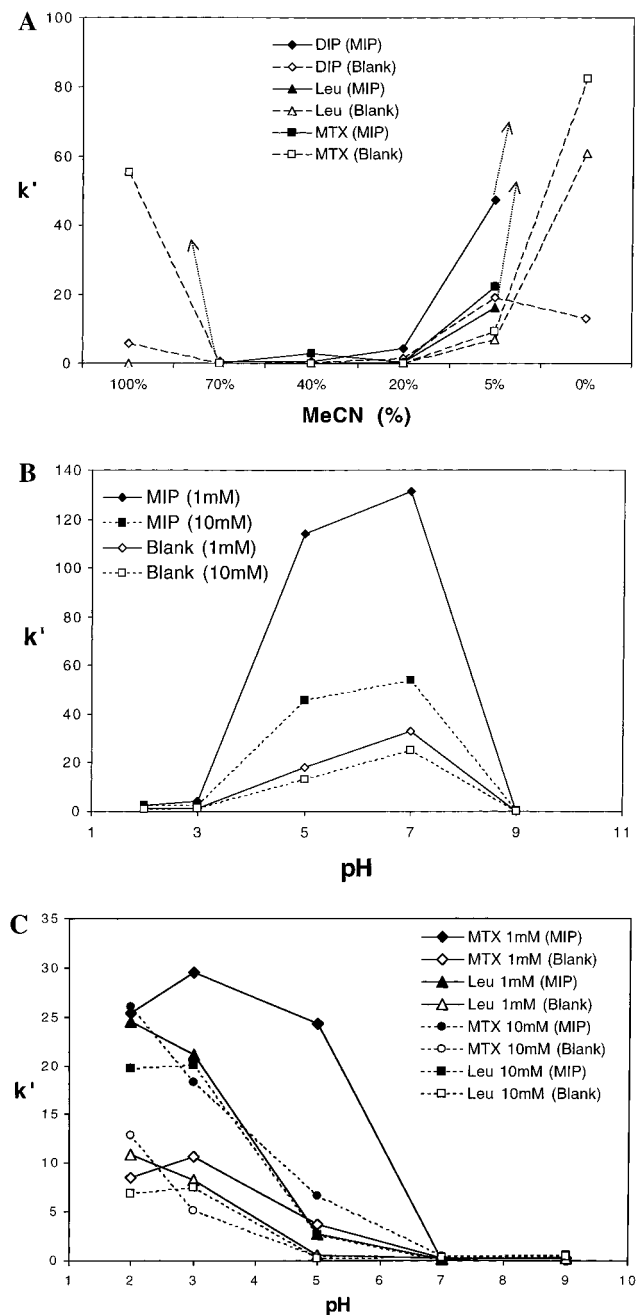 A
100
80
60
40
20
0
k'
DIP (MIP)
DIP (Blank)
Leu (MIP)
Leu (Blank)
MTX (MIP)
MTX (Blank)
100% 70% 40% 20% 5% 0%
MeCN (%)
B
140
120
100
80
60
40
20
0
k'
MIP (1mM)
MIP (10mM)
Blank (1mM)
Blank (10mM)
1 3 5 7 9 11
pH
C
35
30
25
20
15
10
5
0
k'
MTX 1mM (MIP)
MTX 1mM (Blank)
Leu 1mM (MIP)
Leu 1mM (Blank)
MTX 10mM (MIP)
MTX 10mM (Blank)
Leu 10mM (MIP)
Leu 10mM (Blank)
1 2 3 4 5 6 7 8 9 10
pH